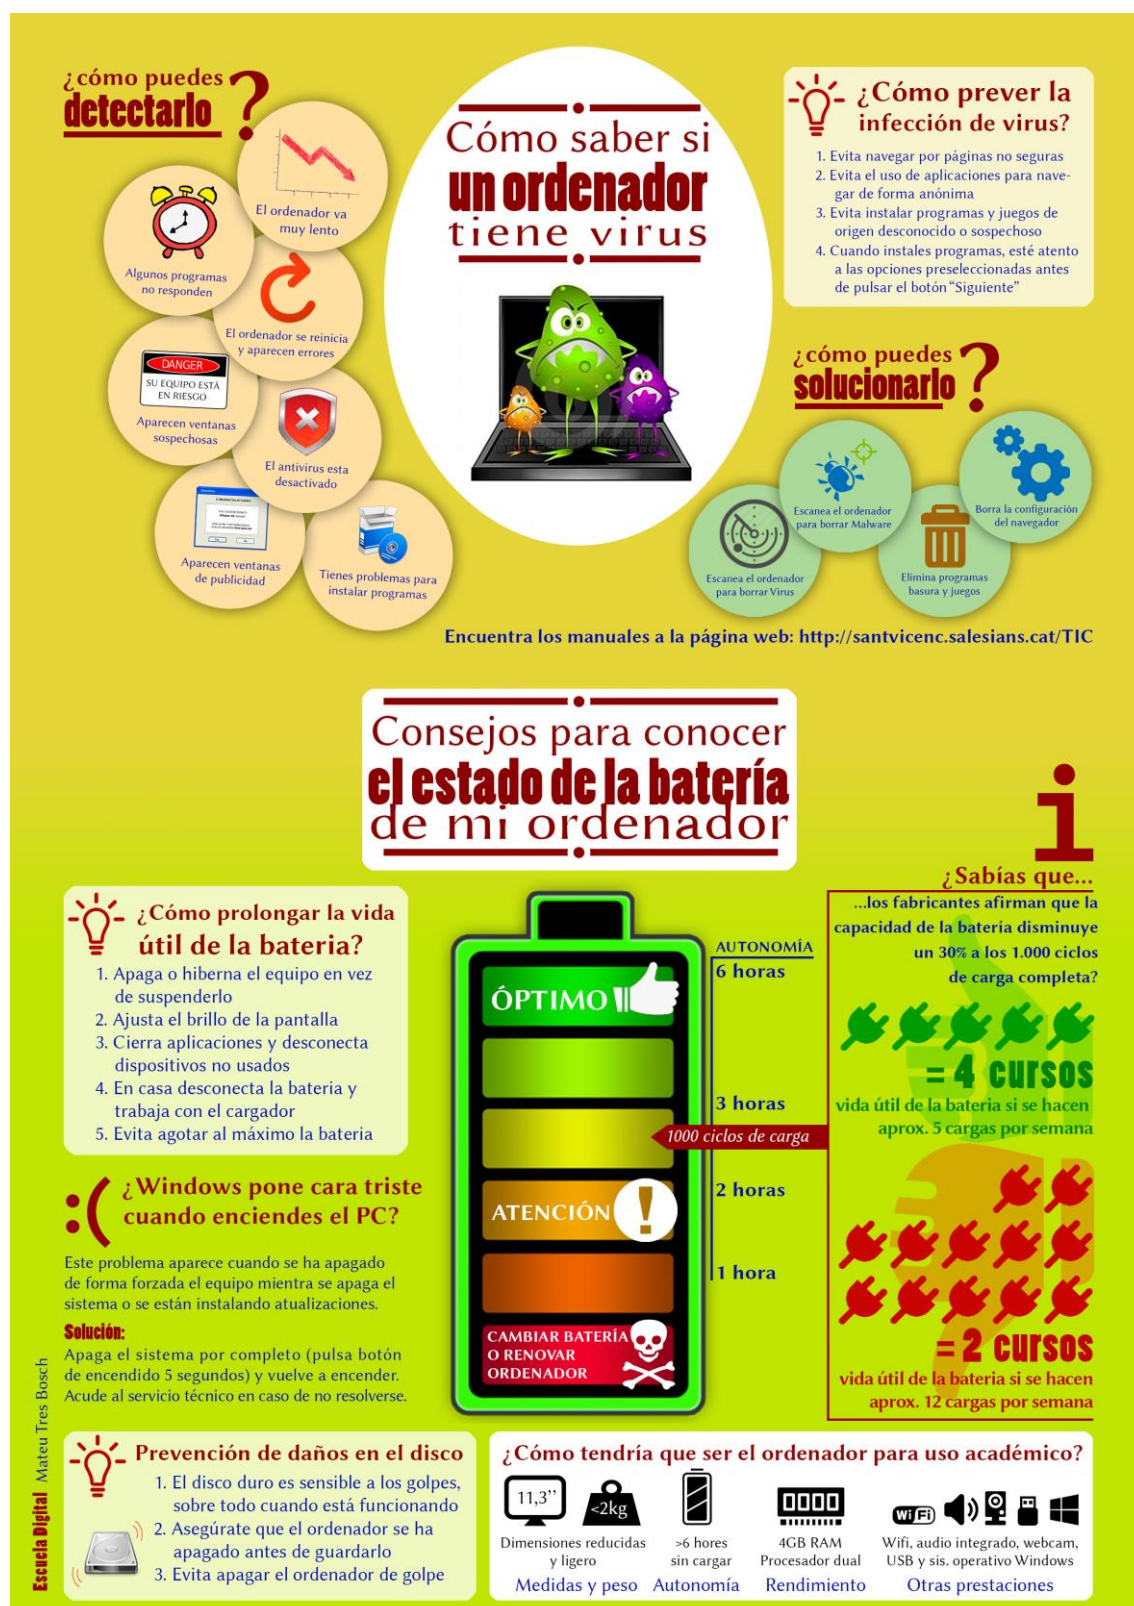 ¿cómo puedes
detectarlo ?
El ordenador va
muy lento
Algunos programas
no responden
El ordenador se reinicia
y aparecen errores
DANGER
SU EQUIPO ESTÁ
EN RIESGO
Aparecen ventanas
sospechosas
El antivirus esta
desactivado
Aparecen ventanas
de publicidad
Tienes problemas para
instalar programas
Cómo saber si
un ordenador
tiene virus
¿Cómo prever la
infección de virus?
1. Evita navegar por páginas no seguras
2. Evita el uso de aplicaciones para nave-
gar de forma anónima
3. Evita instalar programas y juegos de
origen desconocido o sospechoso
4. Cuando instales programas, esté atento
a las opciones preseleccionadas antes
de pulsar el botón “Siguiente”
¿cómo puedes
solucionarlo ?
Escanea el ordenador
para borrar Malware
Borra la configuración
del navegador
Escanea el ordenador
para borrar Virus
Elimina programas
basura y juegos
Encuentra los manuales a la página web: http://santvicenc.salesians.cat/TIC
Consejos para conocer
el estado de la batería
de mi ordenador
¿Cómo prolongar la vida
útil de la bateria?
1. Apaga o hiberna el equipo en vez
de suspenderlo
2. Ajusta el brillo de la pantalla
3. Cierra aplicaciones y desconecta
dispositivos no usados
4. En casa desconecta la bateria y
trabaja con el cargador
5. Evita agotar al máximo la bateria
:( ¿Windows pone cara triste
cuando enciendes el PC?
Este problema aparece cuando se ha apagado
de forma forzada el equipo mientra se apaga el
sistema o se están instalando atualizaciones.
Solución:
Apaga el sistema por completo (pulsa botón
de encendido 5 segundos) y vuelve a encender.
Acude al servicio técnico en caso de no resolverse.
ÓPTIMO
ATENCIÓN !
CAMBIAR BATERÍA
O RENOVAR
ORDENADOR
AUTONOMÍA
6 horas
3 horas
1000 ciclos de carga
2 horas
1 hora
i
¿Sabías que...
...los fabricantes afirman que la
capacidad de la batería disminuye
un 30% a los 1.000 ciclos
de carga completa?
= 4 cursos
vida útil de la bateria si se hacen
aprox. 5 cargas por semana
= 2 cursos
vida útil de la bateria si se hacen
aprox. 12 cargas por semana
Escuela Digital Mateu Tres Bosch
Prevención de daños en el disco
1. El disco duro es sensible a los golpes,
sobre todo cuando está funcionando
2. Asegúrate que el ordenador se ha
apagado antes de guardarlo
3. Evita apagar el ordenador de golpe
¿Cómo tendría que ser el ordenador para uso académico?
11,3’’
<2kg
Wi Fi
Dimensiones reducidas
y ligero
Medidas y peso
>6 hores
sin cargar
Autonomía
4GB RAM
Procesador dual
Rendimiento
Wifi, audio integrado, webcam,
USB y sis. operativo Windows
Otras prestaciones